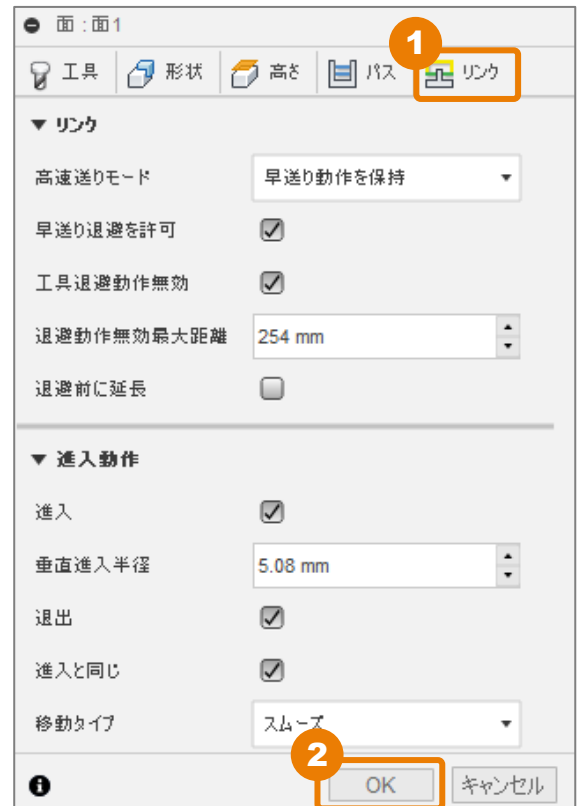 面 : 面1
1
工具 形状 高さ パス リンク
▼ リンク
高速送りモード 早送り動作を保持
早送り退避を許可
工具退避動作無効
退避動作無効最大距離 254 mm
退避前に延長
▼ 進入動作
進入
垂直進入半径 5.08 mm
退出
進入と同じ
移動タイプ スムーズ
2
OK キャンセル